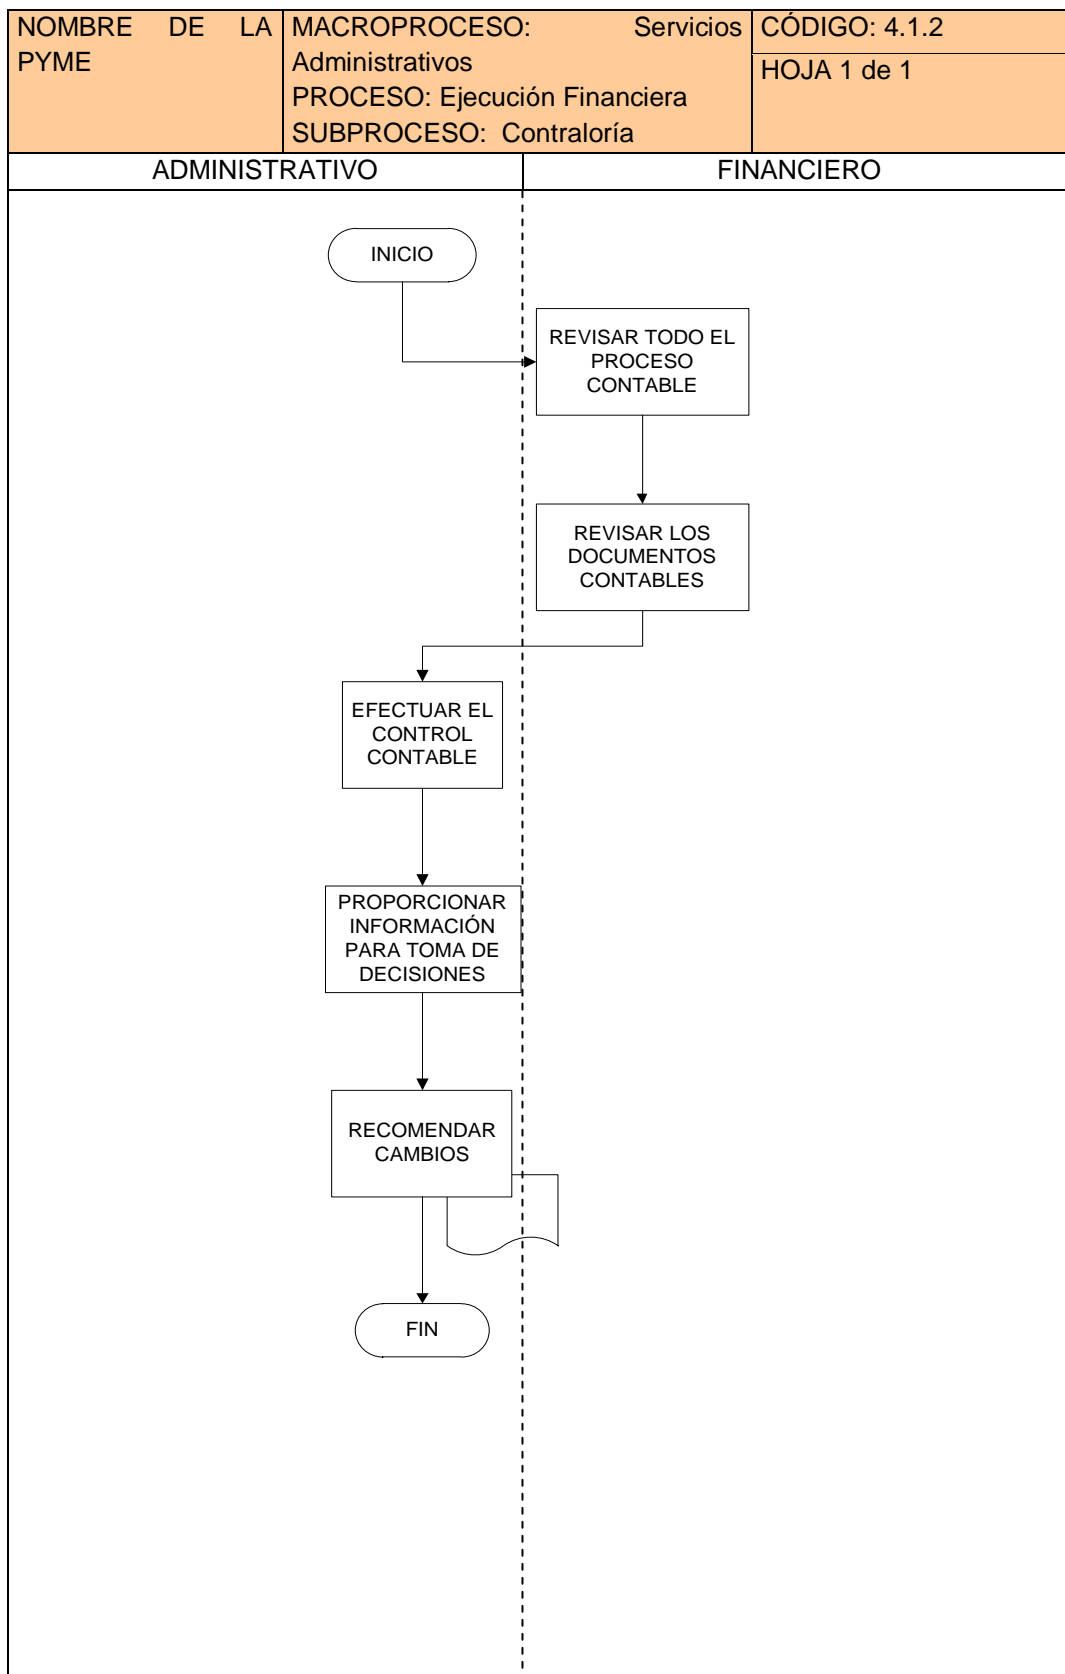 NOMBRE DE LA
PYME
MACROPROCESO: Servicios
Administrativos
PROCESO: Ejecución Financiera
SUBPROCESO: Contraloría
CÓDIGO: 4.1.2
HOJA 1 de 1
ADMINISTRATIVO
FINANCIERO
INICIO
REVISAR TODO EL
PROCESO
CONTABLE
REVISAR LOS
DOCUMENTOS
CONTABLES
EFECTUAR EL
CONTROL
CONTABLE
PROPORCIONAR
INFORMACIÓN
PARA TOMA DE
DECISIONES
RECOMENDAR
CAMBIOS
FIN